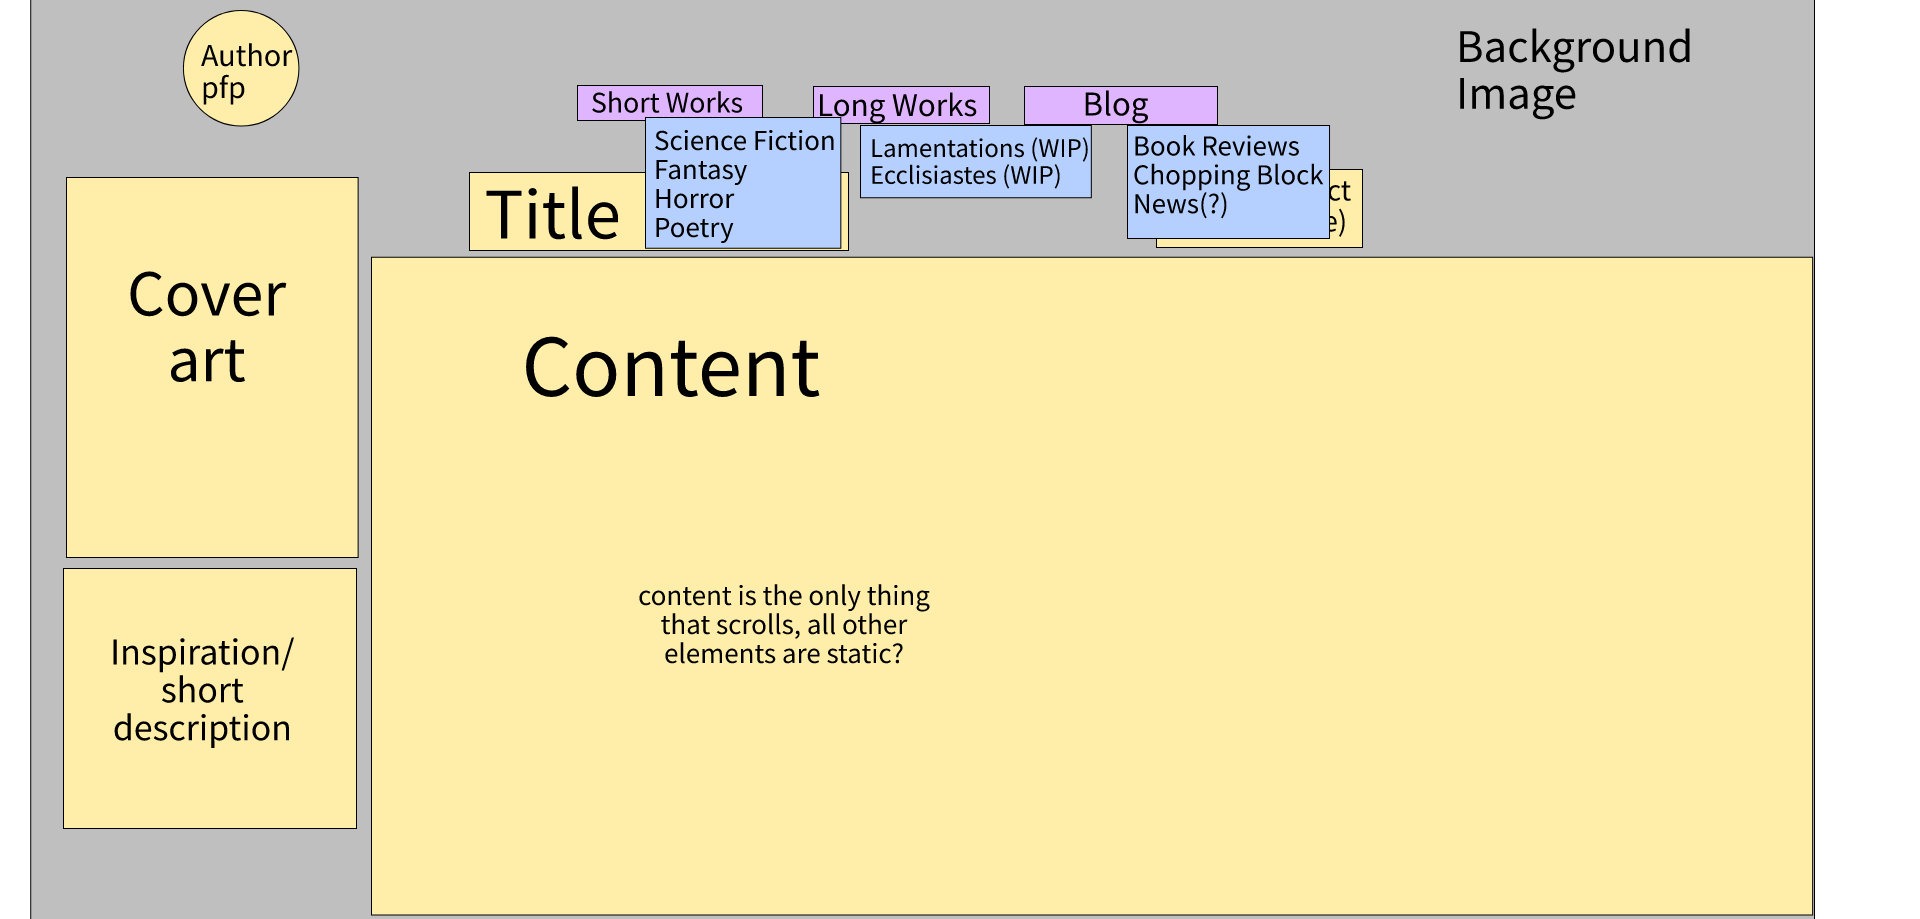 Author
pfp
Background
Image
Short Works
Long Works
Blog
Science Fiction
Fantasy
Horror
Poetry
Lamentations (WIP)
Ecclisiastes (WIP)
Book Reviews
Chopping Block
News(?)
Title
ct
e)
Cover
art
Content
content is the only thing
that scrolls, all other
elements are static?
Inspiration/
short
description